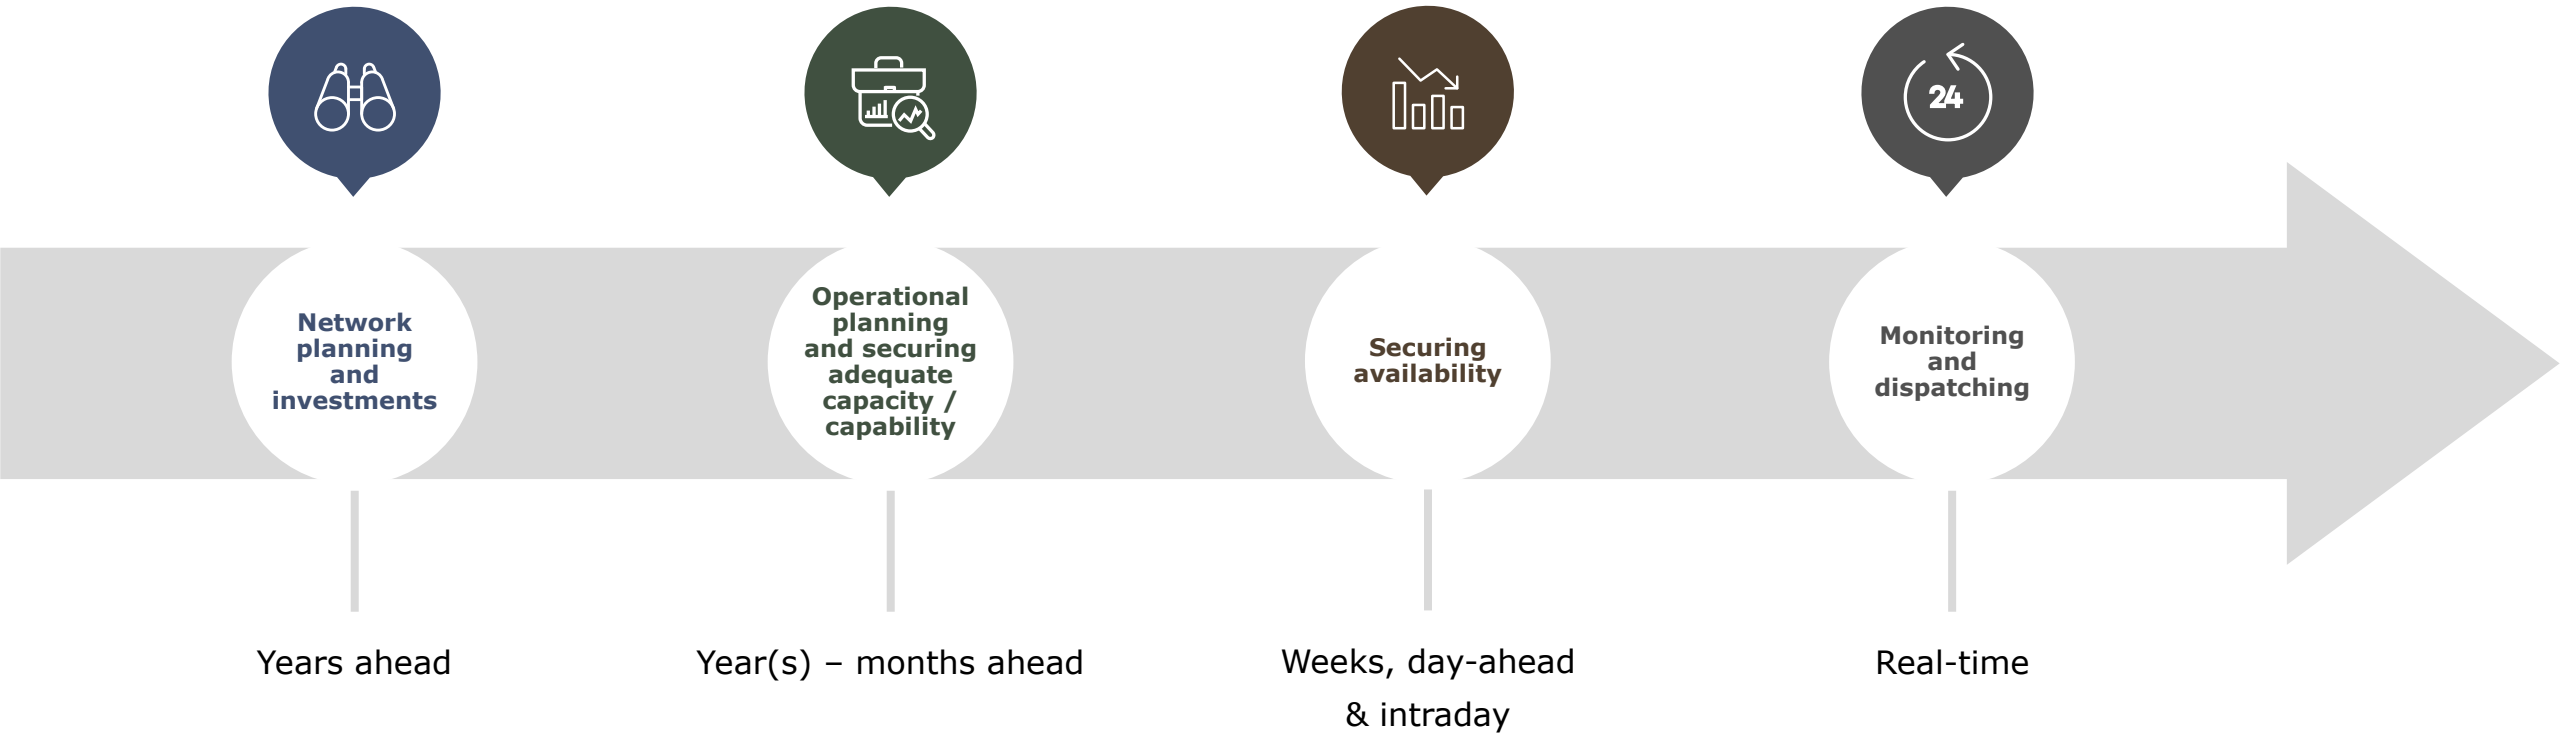 24
Network
planning
and
investments
Operational
planning
and securing
adequate
capacity /
capability
Securing
availability
Monitoring
and
dispatching
Years ahead
Year(s) – months ahead
Weeks, day-ahead
& intraday
Real-time